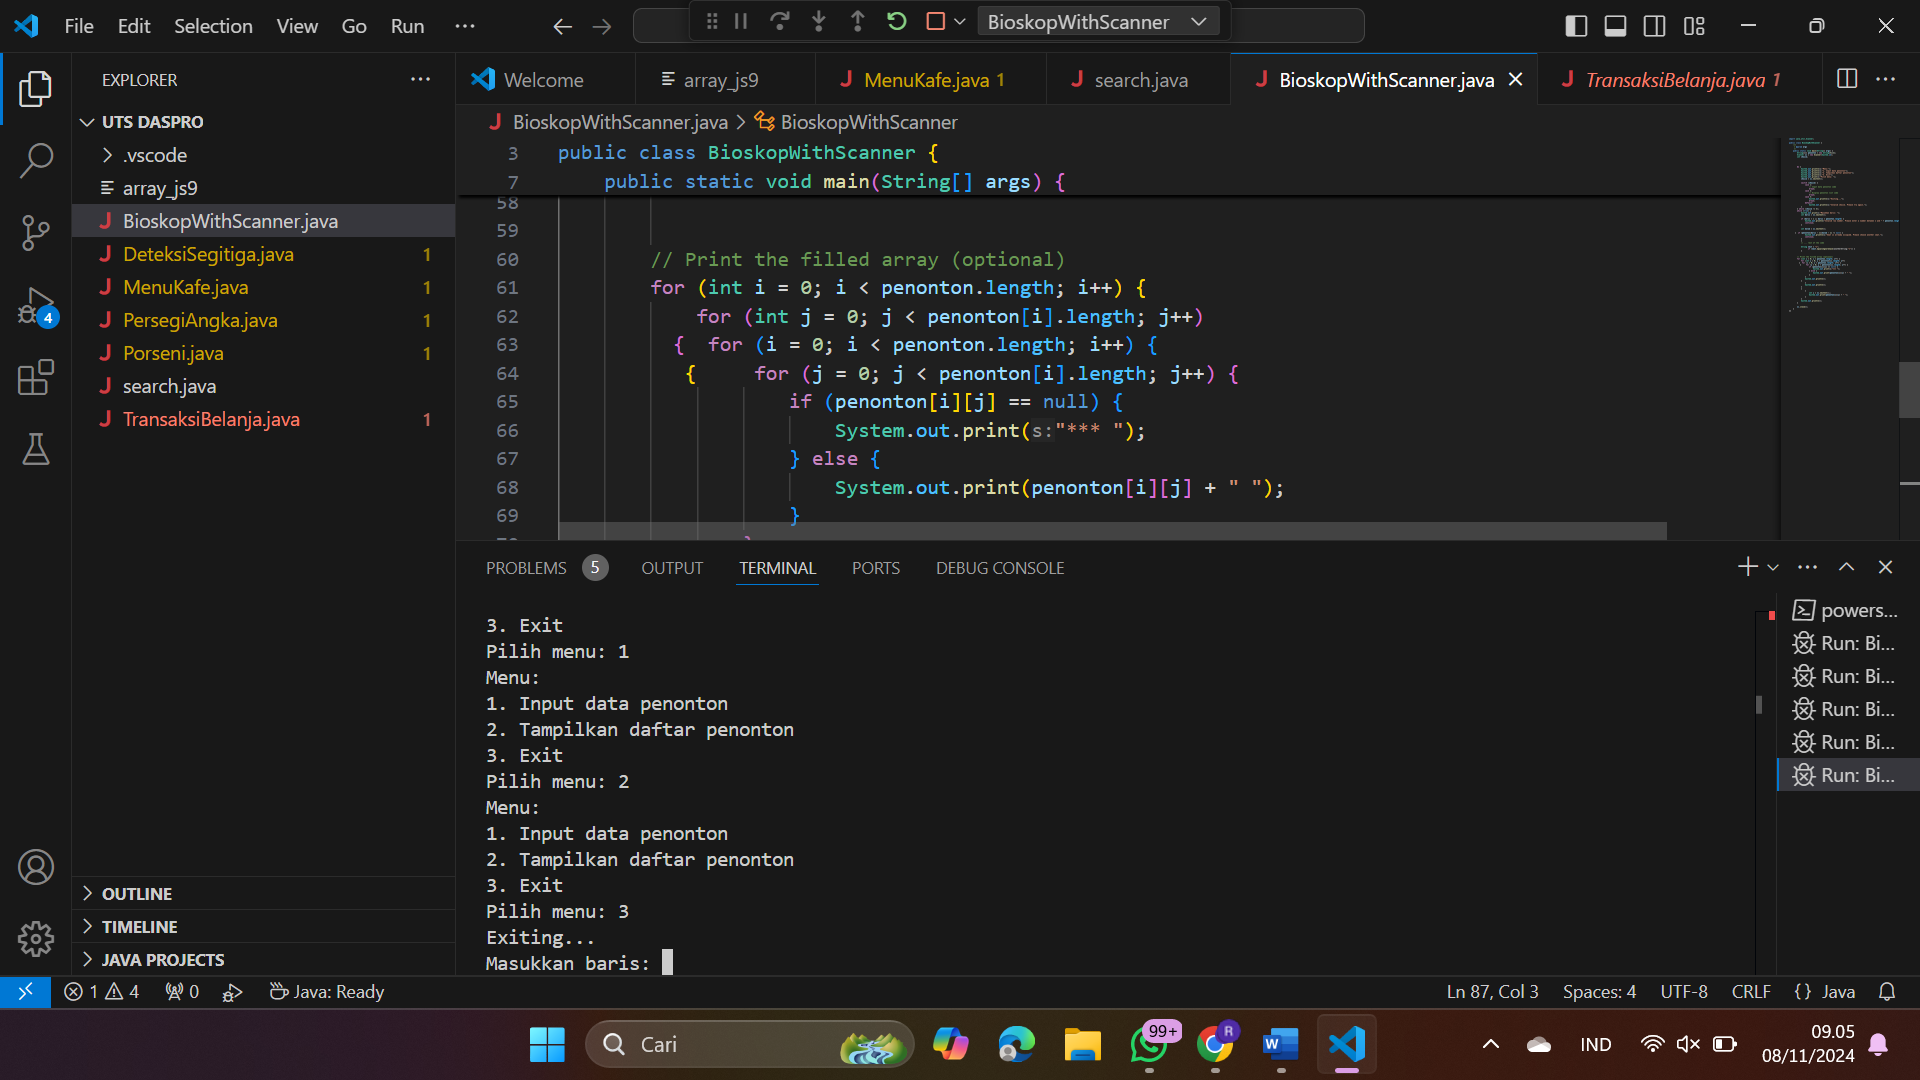 File Edit Selection View Go Run ··· BioskopWithScanner
EXPLORER ···
UTS DASPRO
.vscode
array_js9
BioskopWithScanner.java
DeteksiSegitiga.java 1
MenuKafe.java 1
PersegiAngka.java 1
Porseni.java 1
search.java
TransaksiBelanja.java 1
OUTLINE
TIMELINE
JAVA PROJECTS
4
Welcome array_js9 MenuKafe.java 1 search.java BioskopWithScanner.java TransaksiBelanja.java 1 ···
BioskopWithScanner.java > BioskopWithScanner
3 public class BioskopWithScanner {
7 public static void main(String[] args) {
58
59
60 // Print the filled array (optional)
61 for (int i = 0; i < penonton.length; i++) {
62 for (int j = 0; j < penonton[i].length; j++)
63 { for (i = 0; i < penonton.length; i++) {
64 { for (j = 0; j < penonton[i].length; j++) {
65 if (penonton[i][j] == null) {
66 System.out.print(s:"*** ");
67 } else {
68 System.out.print(penonton[i][j] + " ");
69 }
PROBLEMS 5 OUTPUT TERMINAL PORTS DEBUG CONSOLE
3. Exit
Pilih menu: 1
Menu:
1. Input data penonton
2. Tampilkan daftar penonton
3. Exit
Pilih menu: 2
Menu:
1. Input data penonton
2. Tampilkan daftar penonton
3. Exit
Pilih menu: 3
Exiting...
Masukkan baris:
powers...
Run: Bi...
Run: Bi...
Run: Bi...
Run: Bi...
Run: Bi...
1 4 0 Java: Ready Ln 87, Col 3 Spaces: 4 UTF-8 CRLF {} Java
Cari 99+ R W IND 09.05
08/11/2024